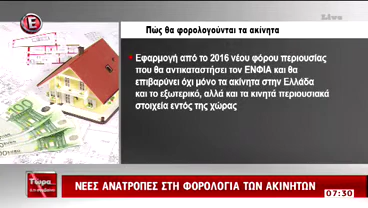 Πώς θα φορολογούνται τα ακίνητα
Live
E
Εφαρμογή από το 2016 νέου φόρου περιουσίας
που θα αντικαταστήσει τον ΕΝΦΙΑ και θα
επιβαρύνει όχι μόνο τα ακίνητα στην Ελλάδα
και το εξωτερικό, αλλά και τα κινητά περιουσιακά
στοιχεία εντός της χώρας
Τώρα
ΝΕΕΣ ΑΝΑΤΡΟΠΕΣ ΣΤΗ ΦΟΡΟΛΟΓΙΑ ΤΩΝ ΑΚΙΝΗΤΩΝ
07:30